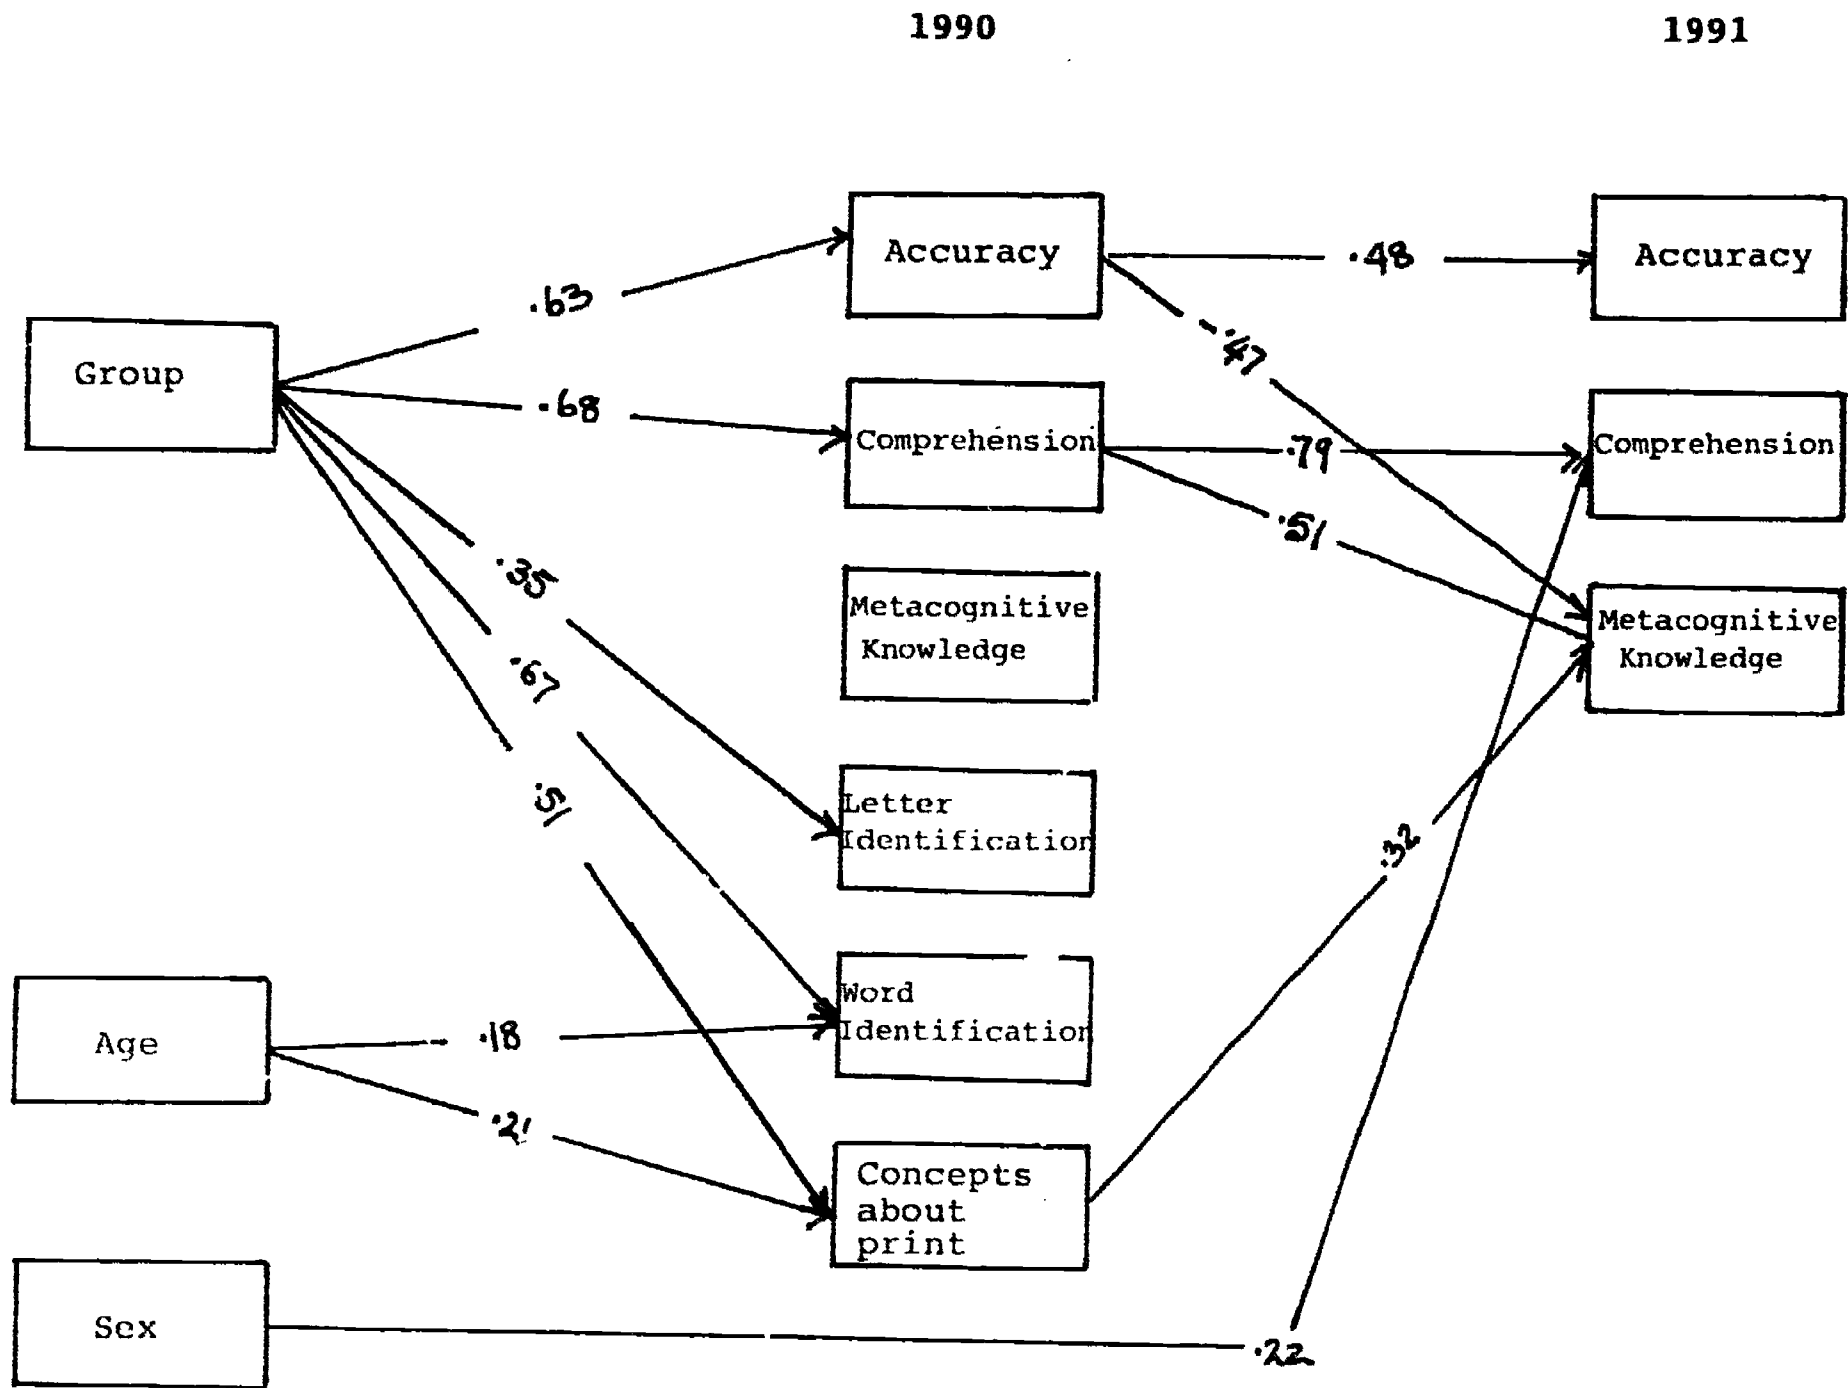 1990
1991
Group
Age
Sex
.63
.68
.35
.67
.51
.18
.21
Accuracy
Comprehension
Metacognitive
Knowledge
Letter
Identification
Word
Identification
Concepts
about
print
.48
-.47
.79
.51
.32
.22
Accuracy
Comprehension
Metacognitive
Knowledge